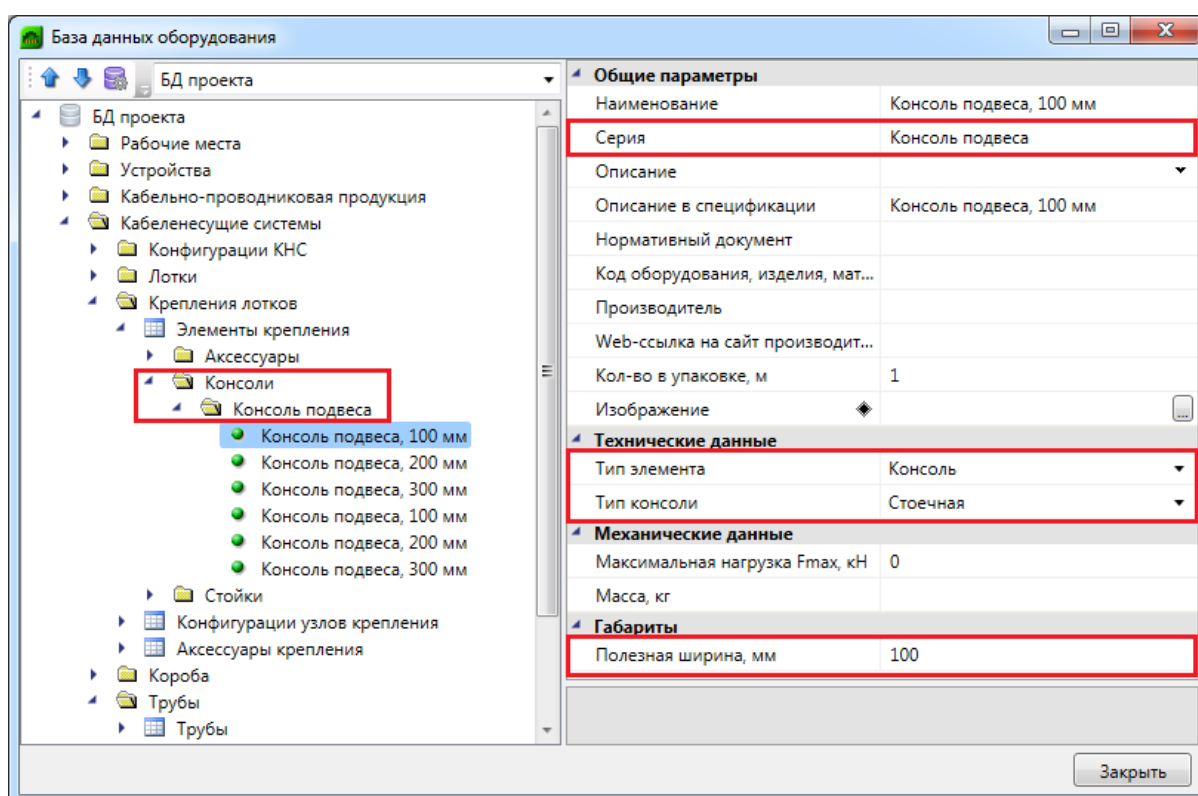 База данных оборудования
БД проекта
БД проекта
Рабочие места
Устройства
Кабельно-проводниковая продукция
Кабеленесущие системы
Конфигурации КНС
Лотки
Крепления лотков
Элементы крепления
Аксессуары
Консоли
Консоль подвеса
Консоль подвеса, 100 мм
Консоль подвеса, 200 мм
Консоль подвеса, 300 мм
Консоль подвеса, 100 мм
Консоль подвеса, 200 мм
Консоль подвеса, 300 мм
Стойки
Конфигурации узлов крепления
Аксессуары крепления
Короба
Трубы
Трубы
Общие параметры
Наименование Консоль подвеса, 100 мм
Серия Консоль подвеса
Описание
Описание в спецификации Консоль подвеса, 100 мм
Нормативный документ
Код оборудования, изделия, мат...
Производитель
Web-ссылка на сайт производит...
Кол-во в упаковке, м 1
Изображение ...
Технические данные
Тип элемента Консоль
Тип консоли Стоечная
Механические данные
Максимальная нагрузка Fmax, кН 0
Масса, кг
Габариты
Полезная ширина, мм 100
Закрыть